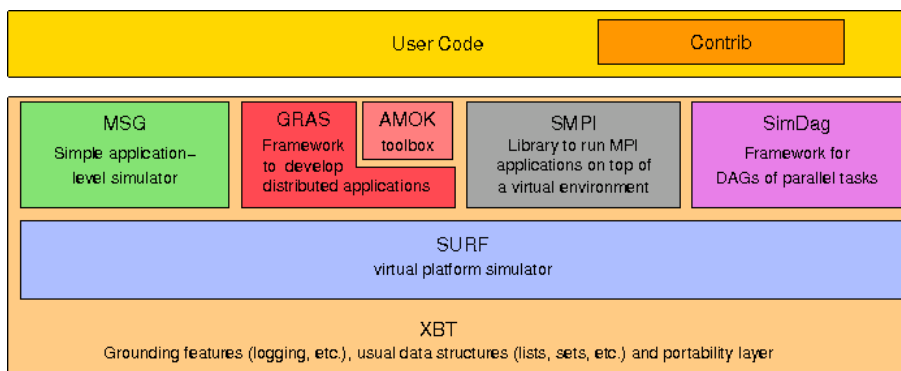 User Code
Contrib
MSG
Simple application-
level simulator
GRAS
Framework
to develop
distributed applications
AMOK
toolbox
SMPI
Library to run MPI
applications on top of
a virtual environment
SimDag
Framework for
DAGs of parallel tasks
SURF
virtual platform simulator
XBT
Grounding features (logging, etc.), usual data structures (lists, sets, etc.) and portability layer